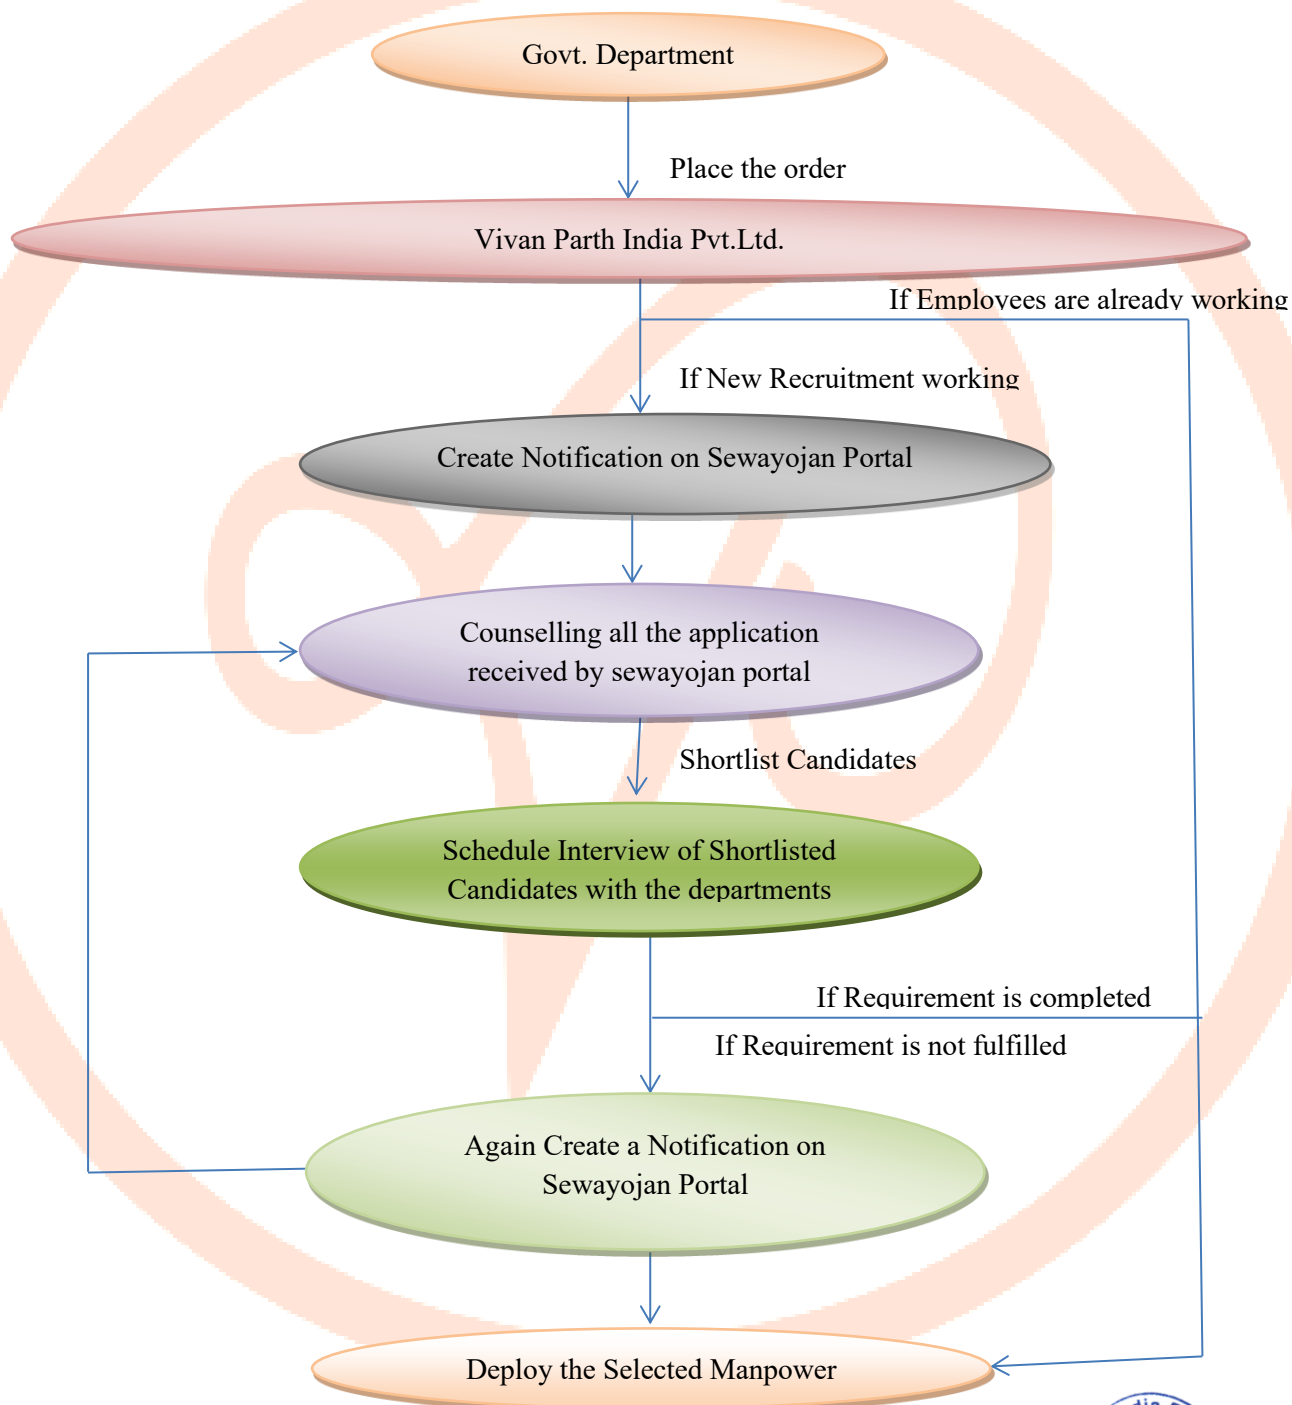 Govt. Department
Place the order
Vivan Parth India Pvt.Ltd.
If Employees are already working
If New Recruitment working
Create Notification on Sewayojan Portal
Counselling all the application
received by sewayojan portal
Shortlist Candidates
Schedule Interview of Shortlisted
Candidates with the departments
If Requirement is completed
If Requirement is not fulfilled
Again Create a Notification on
Sewayojan Portal
Deploy the Selected Manpower